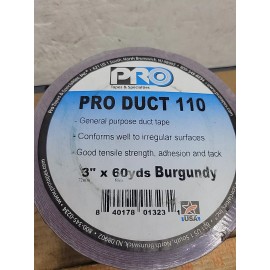 PRO
Tapes & Specialties
PRO DUCT 110
- General purpose duct tape
- Conforms well to irregular surfaces
- Good tensile strength, adhesion and tack
3" x 60yds Burgundy
8 40178 01323
USA